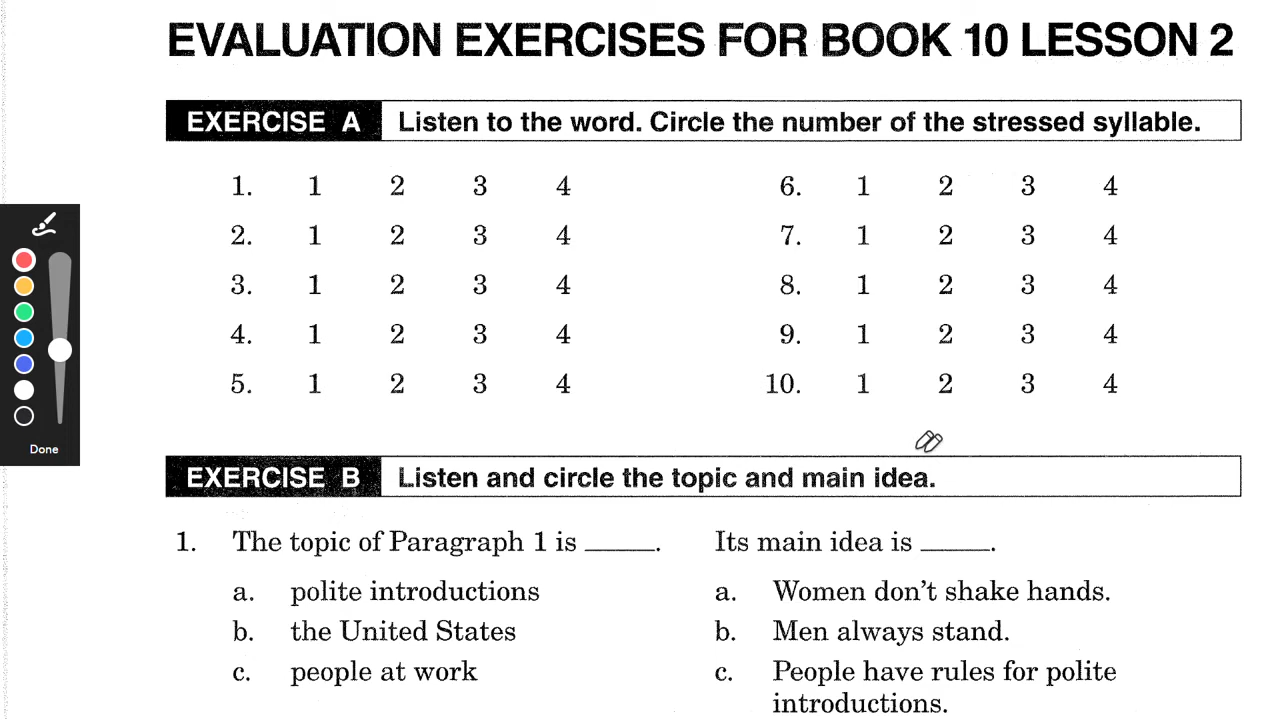 EVALUATION EXERCISES FOR BOOK 10 LESSON 2
EXERCISE A Listen to the word. Circle the number of the stressed syllable.
1. 1 2 3 4 6. 1 2 3 4
2. 1 2 3 4 7. 1 2 3 4
3. 1 2 3 4 8. 1 2 3 4
4. 1 2 3 4 9. 1 2 3 4
5. 1 2 3 4 10. 1 2 3 4
Done
EXERCISE B Listen and circle the topic and main idea.
1. The topic of Paragraph 1 is _____. Its main idea is _____.
a. polite introductions a. Women don't shake hands.
b. the United States b. Men always stand.
c. people at work c. People have rules for polite
introductions.